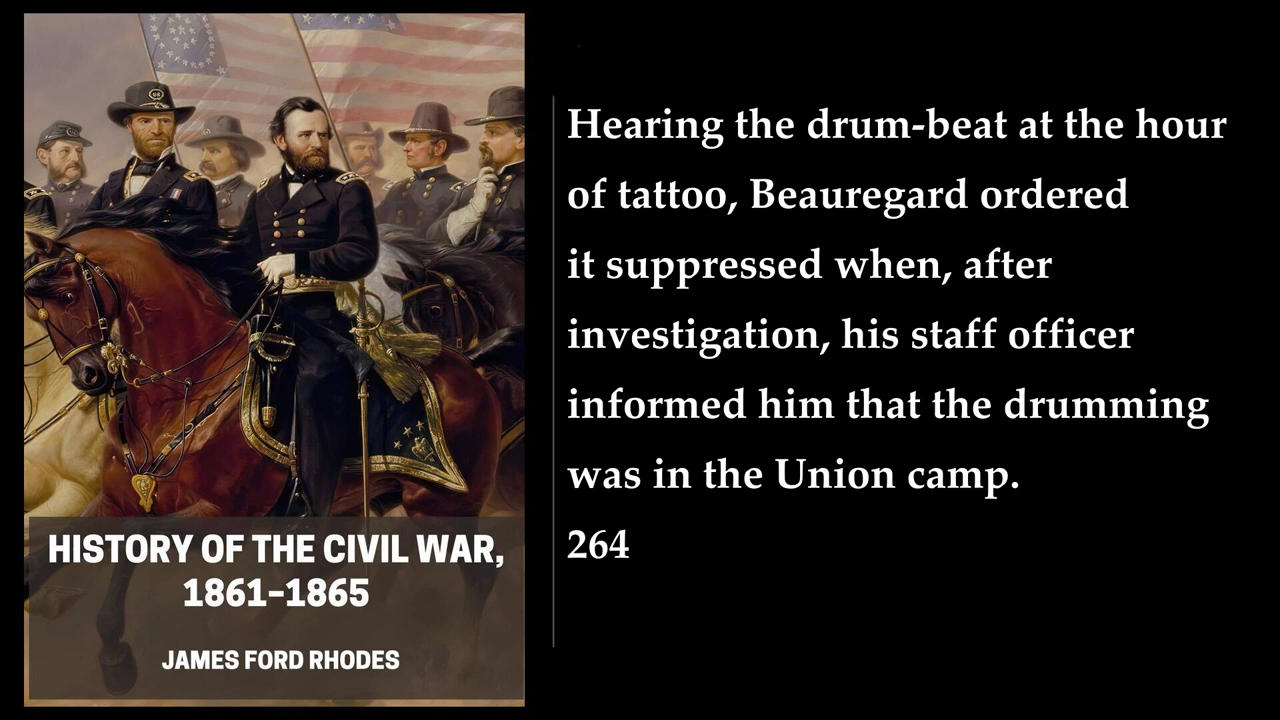 HISTORY OF THE CIVIL WAR,
1861–1865
JAMES FORD RHODES
Hearing the drum-beat at the hour
of tattoo, Beauregard ordered
it suppressed when, after
investigation, his staff officer
informed him that the drumming
was in the Union camp.
264